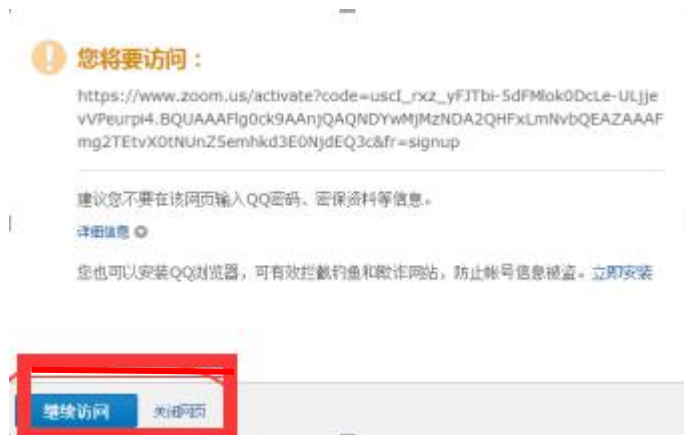 您将要访问：
https://www.zoom.us/activate?code=uscI_rxz_yFJTbi-5dFMlok0DcLe-ULjje
vVPeurpi4.BQUAAAFlg0ck9AAnjQAQNDYwMjMzNDA2QHFxLmNvbQEAZAAAF
mg2TEtvX0tNUnZ5emhkd3E0NjdEQ3c&fr=signup
建议您不要在该网页输入QQ密码、密保资料等信息。
详细信息
您也可以安装QQ浏览器，可有效拦截钓鱼和欺诈网站，防止帐号信息被盗。立即安装
继续访问 关闭网页